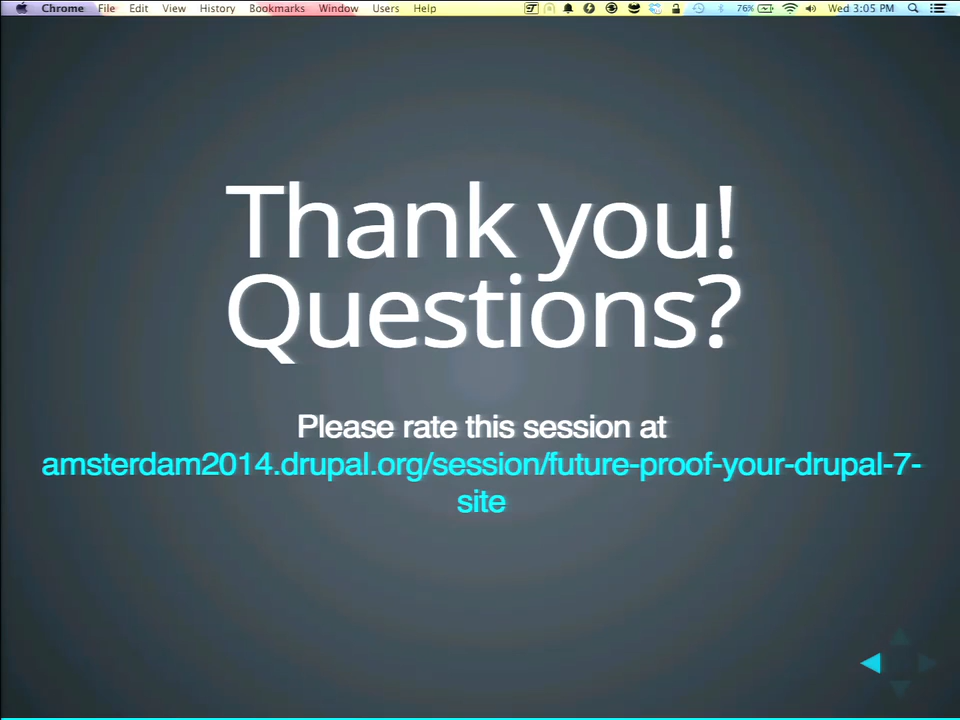 Chrome File Edit View History Bookmarks Window Users Help 76% Wed 3:05 PM
Thank you!
Questions?
Please rate this session at
amsterdam2014.drupal.org/session/future-proof-your-drupal-7-
site